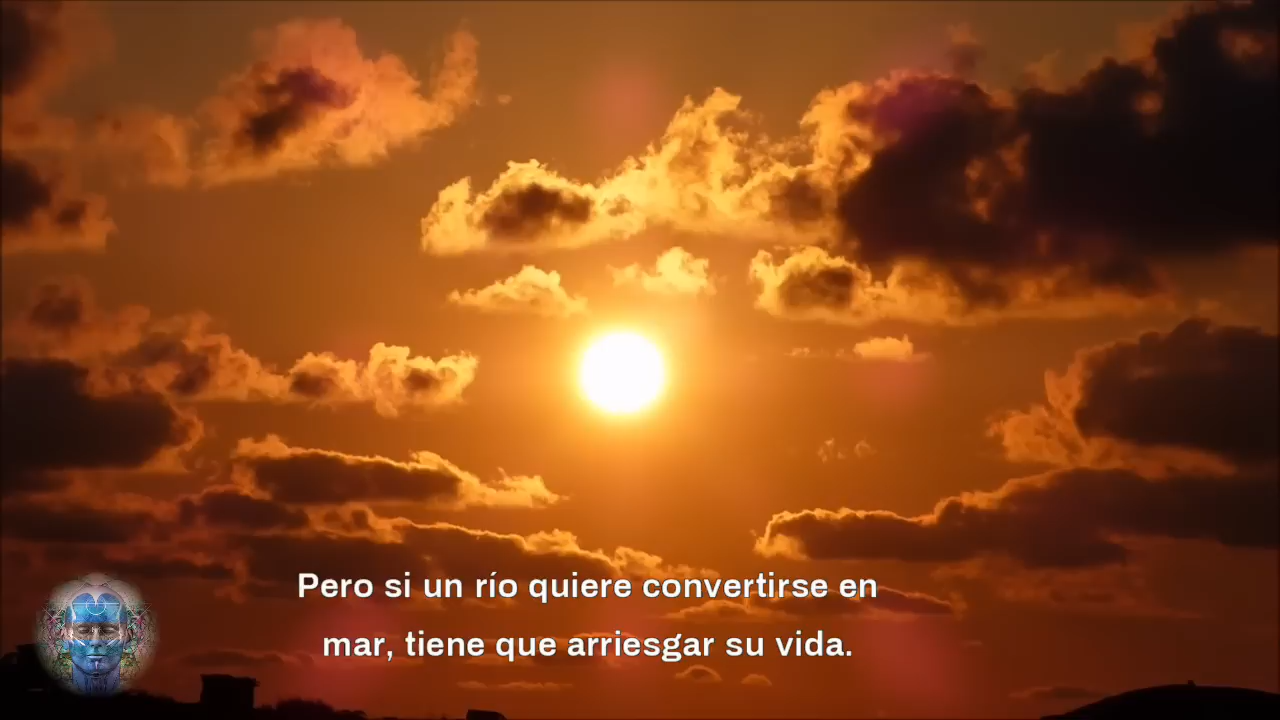 Pero si un río quiere convertirse en
mar, tiene que arriesgar su vida.